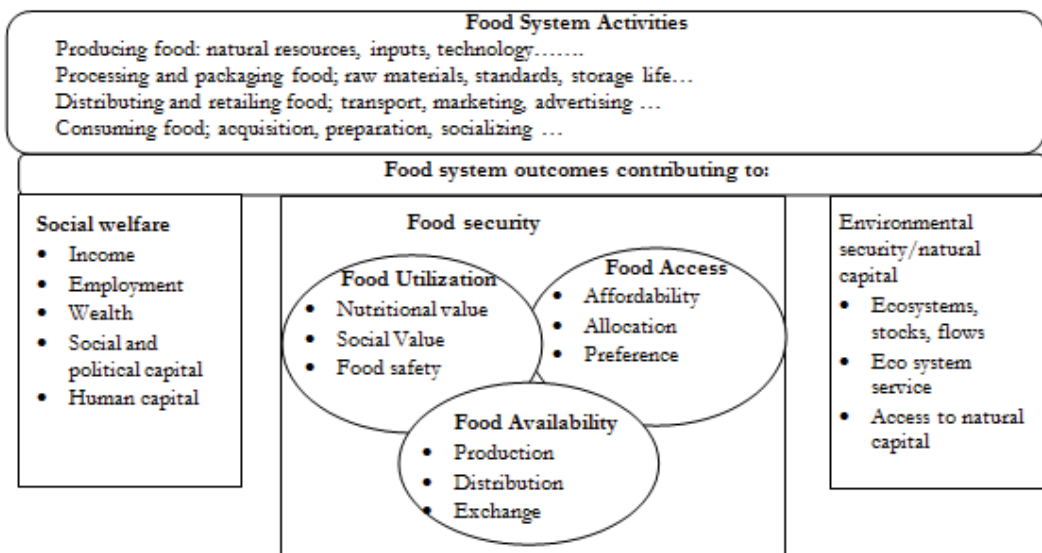 Food System Activities
Producing food: natural resources, inputs, technology…….
Processing and packaging food; raw materials, standards, storage life…
Distributing and retailing food; transport, marketing, advertising …
Consuming food; acquisition, preparation, socializing …
Food system outcomes contributing to:
Social welfare
• Income
• Employment
• Wealth
• Social and
political capital
• Human capital
Food security
Food Utilization
• Nutritional value
• Social Value
• Food safety
Food Access
• Affordability
• Allocation
• Preference
Food Availability
• Production
• Distribution
• Exchange
Environmental
security/natural
capital
• Ecosystems,
stocks, flows
• Eco system
service
• Access to natural
capital